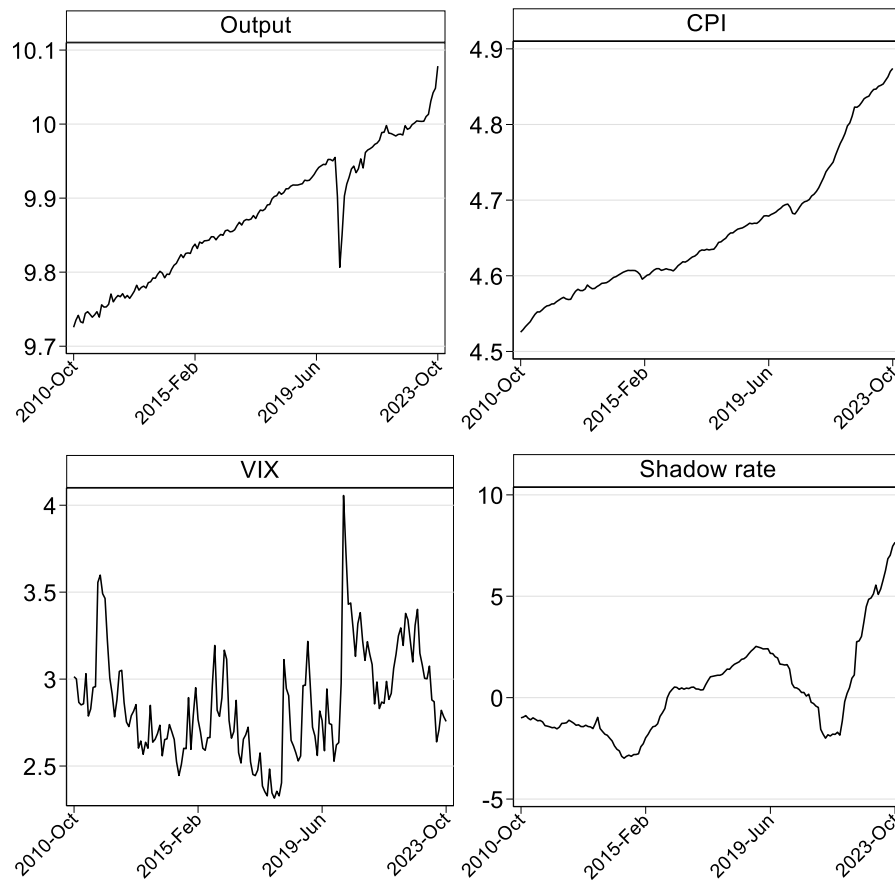 Output
10.1
10
9.9
9.8
9.7
2010-Oct
2015-Feb
2019-Jun
2023-Oct
CPI
4.9
4.8
4.7
4.6
4.5
2010-Oct
2015-Feb
2019-Jun
2023-Oct
VIX
4
3.5
3
2.5
2010-Oct
2015-Feb
2019-Jun
2023-Oct
Shadow rate
10
5
0
-5
2010-Oct
2015-Feb
2019-Jun
2023-Oct